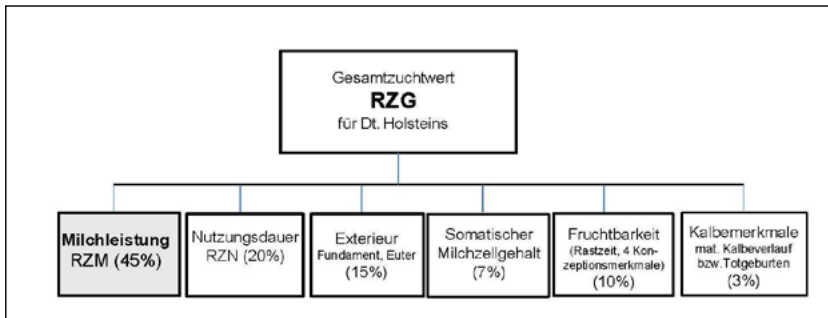 Gesamtzuchtwert
RZG
für Dt. Holsteins
Milchleistung
RZM (45%)
Nutzungsdauer
RZN (20%)
Exterieur
Fundament, Euter
(15%)
Somatischer
Milchzellgehalt
(7%)
Fruchtbarkeit
(Rastzeit, 4 Kon-
zeptionsmerkmale)
(10%)
Kalbemerkmale
mat. Kalbeverlauf
bzw. Totgeburten
(3%)